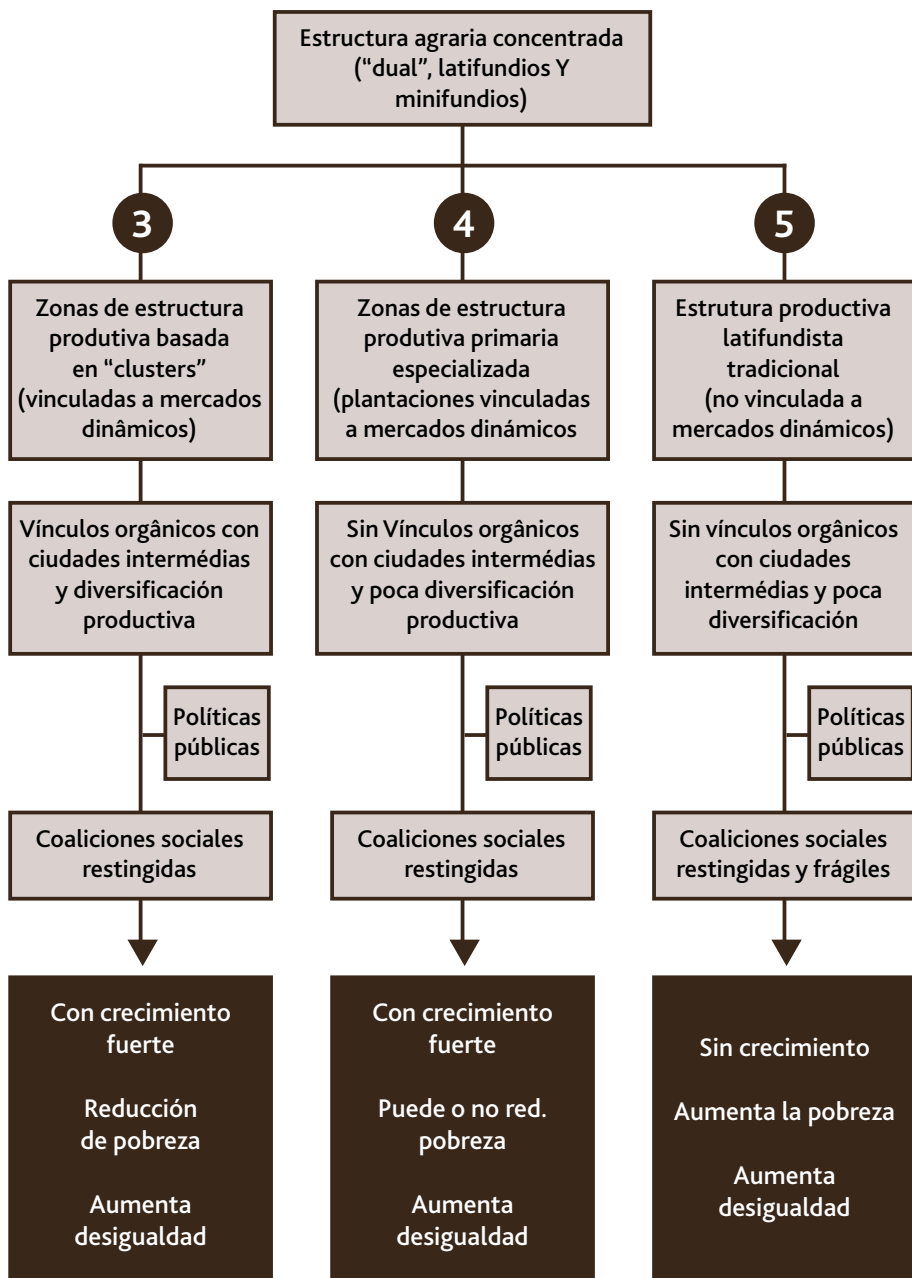 Estructura agraria concentrada
(“dual”, latifundios Y
minifundios)
3
Zonas de estructura
produtiva basada
en “clusters”
(vinculadas a mercados
dinâmicos)
Vínculos orgânicos con
ciudades intermédias
y diversificación
productiva
Políticas
públicas
Coaliciones sociales
restingidas
Con crecimiento
fuerte
Reducción
de pobreza
Aumenta
desigualdad
4
Zonas de estructura
produtiva primaria
especializada
(plantaciones vinculadas
a mercados dinámicos
Sin Vínculos orgânicos
con ciudades intermédias
y poca diversificación
productiva
Políticas
públicas
Coaliciones sociales
restingidas
Con crecimiento
fuerte
Puede o no red.
pobreza
Aumenta
desigualdad
5
Estrutura productiva
latifundista
tradicional
(no vinculada a
mercados dinámicos)
Sin vínculos orgânicos
con ciudades
intermédias y poca
diversificación
Políticas
públicas
Coaliciones sociales
restingidas y frágiles
Sin crecimiento
Aumenta la pobreza
Aumenta
desigualdad